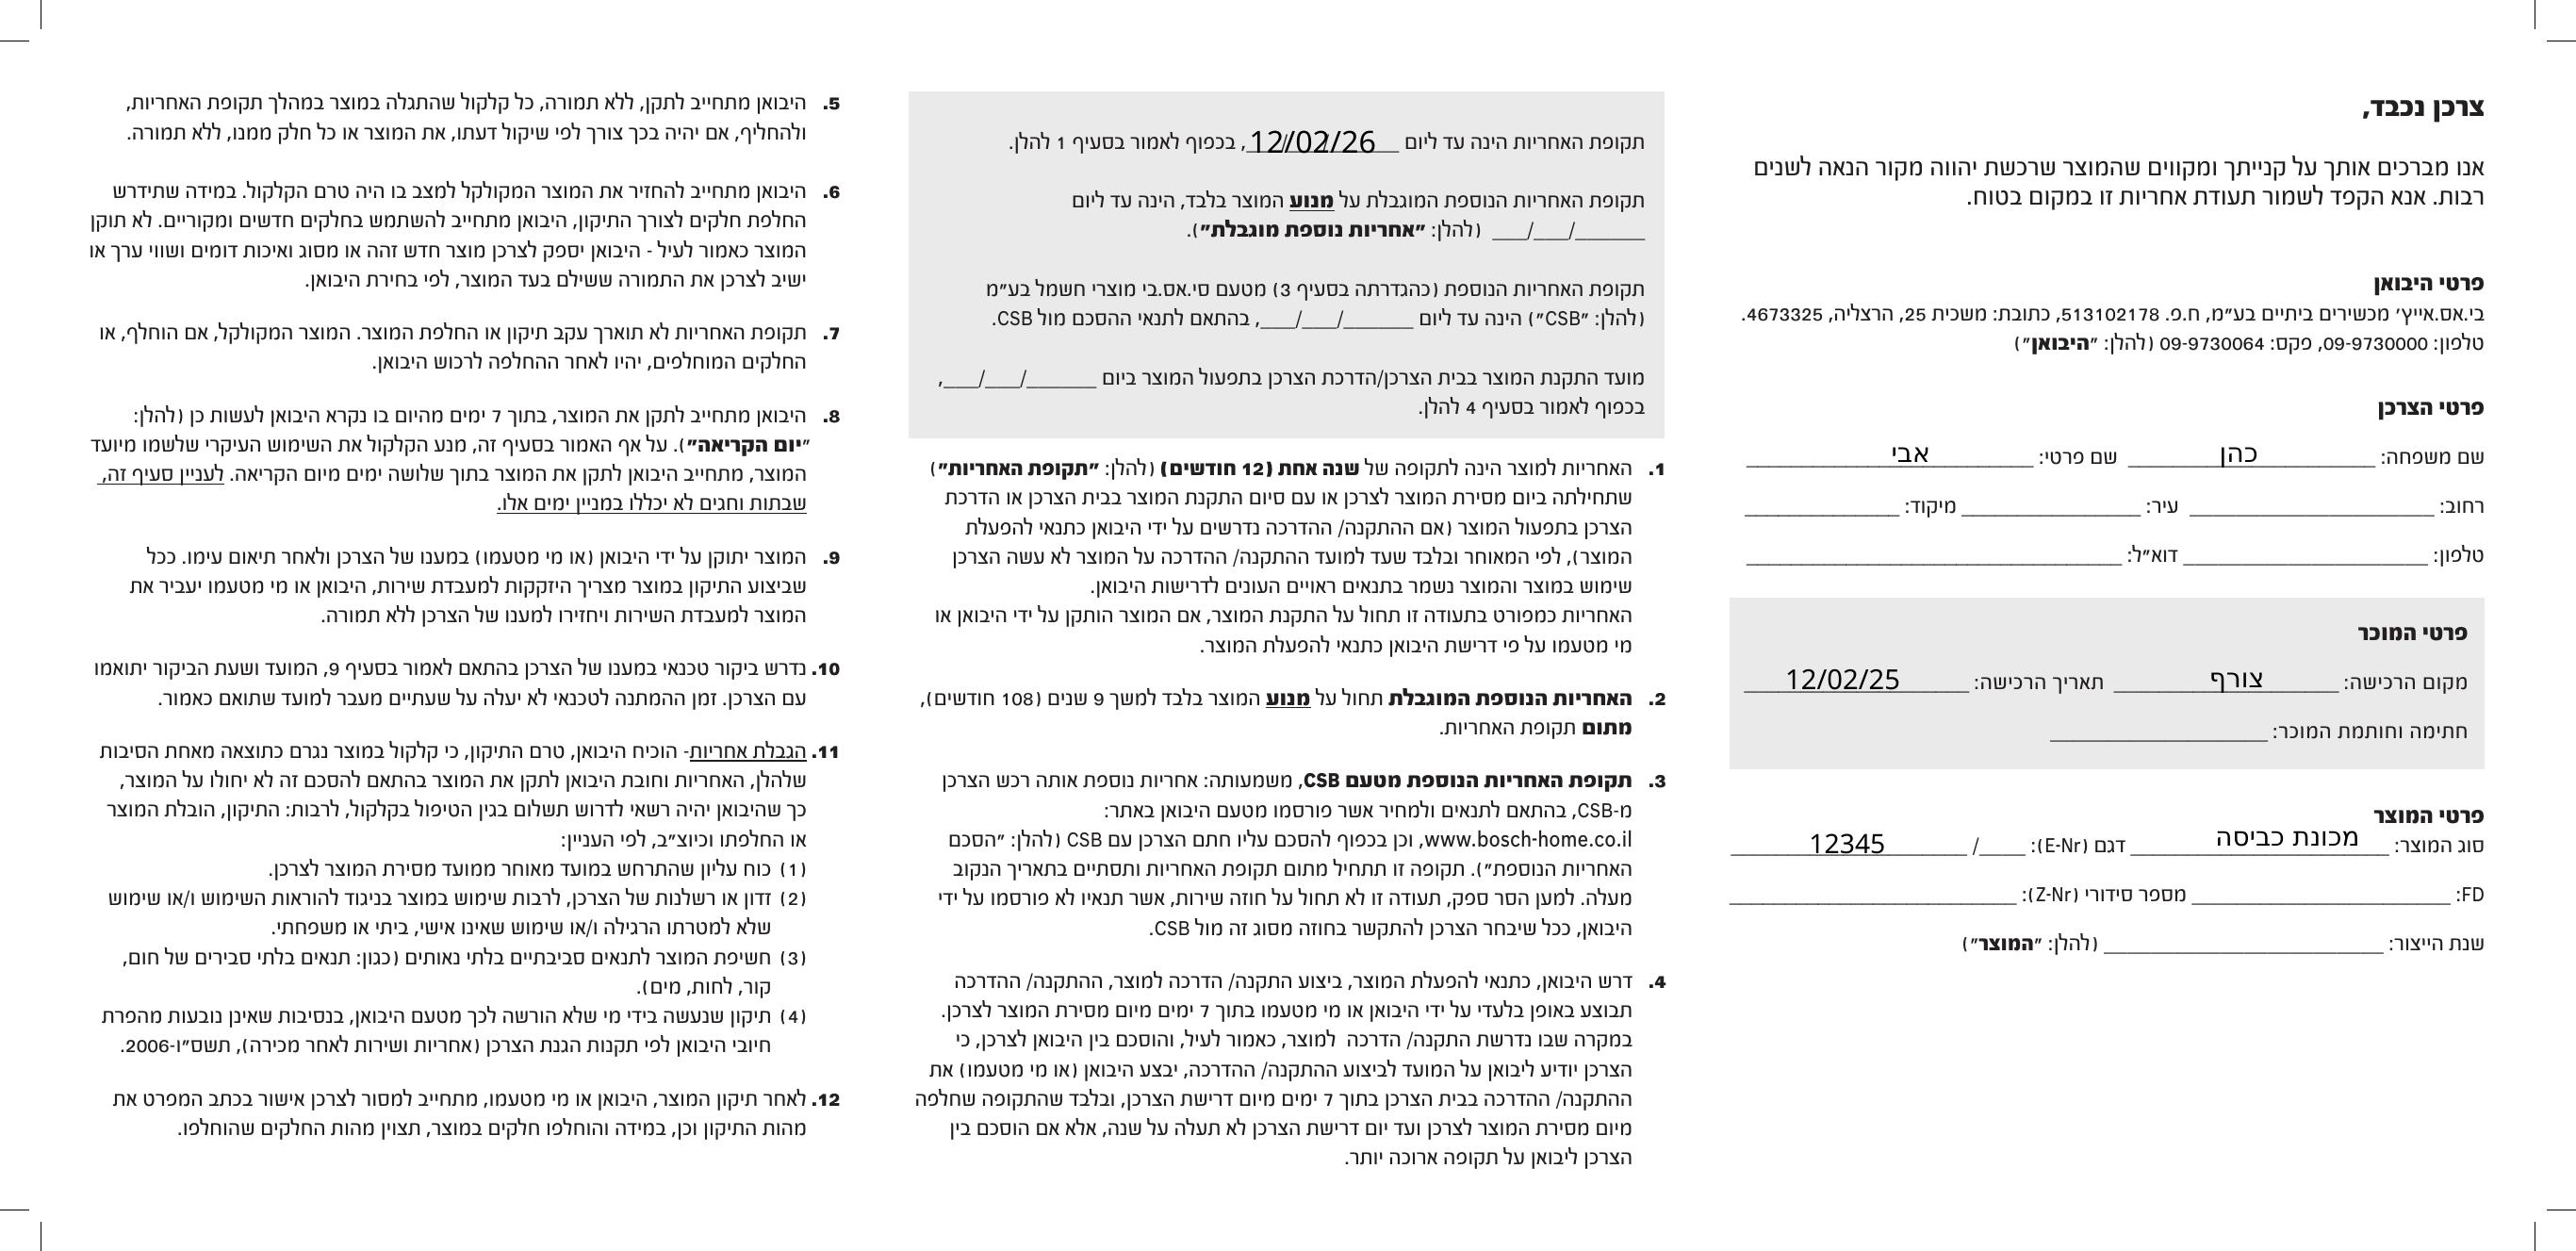 צרכן נכבד,
אנו מברכים אותך על קנייתך ומקווים שהמוצר שרכשת יהווה מקור הנאה לשנים
רבות. אנא הקפד לשמור תעודת אחריות זו במקום בטוח.
פרטי היבואן
בי.אס.אייץ' מכשירים ביתיים בע"מ, ח.פ. 513102178, כתובת: משכית 25, הרצליה, 4673325.
טלפון: 09-9730000, פקס: 09-9730064 (להלן: "היבואן")
פרטי הצרכן
שם משפחה: כהן שם פרטי: אבי
רחוב: ________ עיר: ________ מיקוד: ________
טלפון: ________ דוא"ל: ________
פרטי המוכר
מקום הרכישה: צורף תאריך הרכישה: 12/02/25
חתימה וחותמת המוכר: ________
פרטי המוצר
סוג המוצר: מכונת כביסה דגם (E-Nr): ____/ 12345
FD: ________ מספר סידורי (Z-Nr): ________
שנת הייצור: ________ (להלן: "המוצר")
תקופת האחריות הינה עד ליום 12/02/26, בכפוף לאמור בסעיף 1 להלן.
תקופת האחריות הנוספת המוגבלת על מנוע המוצר בלבד, הינה עד ליום
______/___/___ (להלן: "אחריות נוספת מוגבלת").
תקופת האחריות הנוספת (כהגדרתה בסעיף 3) מטעם סי.אס.בי מוצרי חשמל בע"מ
(להלן: "CSB") הינה עד ליום ______/___/___, בהתאם לתנאי ההסכם מול CSB.
מועד התקנת המוצר בבית הצרכן/הדרכת הצרכן בתפעול המוצר ביום ______/___/___,
בכפוף לאמור בסעיף 4 להלן.
1. האחריות למוצר הינה לתקופה של שנה אחת (12 חודשים) (להלן: "תקופת האחריות")
שתחילתה ביום מסירת המוצר לצרכן או עם סיום התקנת המוצר בבית הצרכן או הדרכת
הצרכן בתפעול המוצר (אם ההתקנה/ ההדרכה נדרשים על ידי היבואן כתנאי להפעלת
המוצר), לפי המאוחר ובלבד שעד למועד ההתקנה/ ההדרכה על המוצר לא עשה הצרכן
שימוש במוצר והמוצר נשמר בתנאים ראויים העונים לדרישות היבואן.
האחריות כמפורט בתעודה זו תחול על התקנת המוצר, אם המוצר הותקן על ידי היבואן או
מי מטעמו על פי דרישת היבואן כתנאי להפעלת המוצר.
2. האחריות הנוספת המוגבלת תחול על מנוע המוצר בלבד למשך 9 שנים (108 חודשים),
מתום תקופת האחריות.
3. תקופת האחריות הנוספת מטעם CSB, משמעותה: אחריות נוספת אותה רכש הצרכן
מ-CSB, בהתאם לתנאים ולמחיר אשר פורסמו מטעם היבואן באתר:
www.bosch-home.co.il, וכן בכפוף להסכם עליו חתם הצרכן עם CSB (להלן: "הסכם
האחריות הנוספת"). תקופה זו תתחיל מתום תקופת האחריות ותסתיים בתאריך הנקוב
מעלה. למען הסר ספק, תעודה זו לא תחול על חוזה שירות, אשר תנאיו לא פורסמו על ידי
היבואן, ככל שיבחר הצרכן להתקשר בחוזה מסוג זה מול CSB.
4. דרש היבואן, כתנאי להפעלת המוצר, ביצוע התקנה/ הדרכה למוצר, ההתקנה/ ההדרכה
תבוצע באופן בלעדי על ידי היבואן או מי מטעמו בתוך 7 ימים מיום מסירת המוצר לצרכן.
במקרה שבו נדרשת התקנה/ הדרכה למוצר, כאמור לעיל, והוסכם בין היבואן לצרכן, כי
הצרכן יודיע ליבואן על המועד לביצוע ההתקנה/ ההדרכה, יבצע היבואן (או מי מטעמו) את
ההתקנה/ ההדרכה בבית הצרכן בתוך 7 ימים מיום דרישת הצרכן, ובלבד שהתקופה שחלפה
מיום מסירת המוצר לצרכן ועד יום דרישת הצרכן לא תעלה על שנה, אלא אם הוסכם בין
הצרכן ליבואן על תקופה ארוכה יותר.
5. היבואן מתחייב לתקן, ללא תמורה, כל קלקול שהתגלה במוצר במהלך תקופת האחריות,
ולהחליף, אם יהיה בכך צורך לפי שיקול דעתו, את המוצר או כל חלק ממנו, ללא תמורה.
6. היבואן מתחייב להחזיר את המוצר המקולקל למצב בו היה טרם הקלקול. במידה שתידרש
החלפת חלקים לצורך התיקון, היבואן מתחייב להשתמש בחלקים חדשים ומקוריים. לא תוקן
המוצר כאמור לעיל - היבואן יספק לצרכן מוצר חדש זהה או מסוג ואיכות דומים ושווי ערך או
ישיב לצרכן את התמורה ששילם בעד המוצר, לפי בחירת היבואן.
7. תקופת האחריות לא תוארך עקב תיקון או החלפת המוצר. המוצר המקולקל, אם הוחלף, או
החלקים המוחלפים, יהיו לאחר ההחלפה לרכוש היבואן.
8. היבואן מתחייב לתקן את המוצר, בתוך 7 ימים מהיום בו נקרא היבואן לעשות כן (להלן:
"יום הקריאה"). על אף האמור בסעיף זה, מנע הקלקול את השימוש העיקרי שלשמו מיועד
המוצר, מתחייב היבואן לתקן את המוצר בתוך שלושה ימים מיום הקריאה. לעניין סעיף זה,
שבתות וחגים לא יכללו במניין ימים אלו.
9. המוצר יתוקן על ידי היבואן (או מי מטעמו) במענו של הצרכן ולאחר תיאום עימו. ככל
שביצוע התיקון במוצר מצריך היזקקות למעבדת שירות, היבואן או מי מטעמו יעביר את
המוצר למעבדת השירות ויחזירו למענו של הצרכן ללא תמורה.
10. נדרש ביקור טכנאי במענו של הצרכן בהתאם לאמור בסעיף 9, המועד ושעת הביקור יתואמו
עם הצרכן. זמן ההמתנה לטכנאי לא יעלה על שעתיים מעבר למועד שתואם כאמור.
11. הגבלת אחריות- הוכיח היבואן, טרם התיקון, כי קלקול במוצר נגרם כתוצאה מאחת הסיבות
שלהלן, האחריות וחובת היבואן לתקן את המוצר בהתאם להסכם זה לא יחולו על המוצר,
כך שהיבואן יהיה רשאי לדרוש תשלום בגין הטיפול בקלקול, לרבות: התיקון, הובלת המוצר
או החלפתו וכיוצ"ב, לפי העניין:
(1) כוח עליון שהתרחש במועד מאוחר ממועד מסירת המוצר לצרכן.
(2) זדון או רשלנות של הצרכן, לרבות שימוש במוצר בניגוד להוראות השימוש ו/או שימוש
שלא למטרתו הרגילה ו/או שימוש שאינו אישי, ביתי או משפחתי.
(3) חשיפת המוצר לתנאים סביבתיים בלתי נאותים (כגון: תנאים בלתי סבירים של חום,
קור, לחות, מים).
(4) תיקון שנעשה בידי מי שלא הורשה לכך מטעם היבואן, בנסיבות שאינן נובעות מהפרת
חיובי היבואן לפי תקנות הגנת הצרכן (אחריות ושירות לאחר מכירה), תשס"ו-2006.
12. לאחר תיקון המוצר, היבואן או מי מטעמו, מתחייב למסור לצרכן אישור בכתב המפרט את
מהות התיקון וכן, במידה והוחלפו חלקים במוצר, תצוין מהות החלקים שהוחלפו.